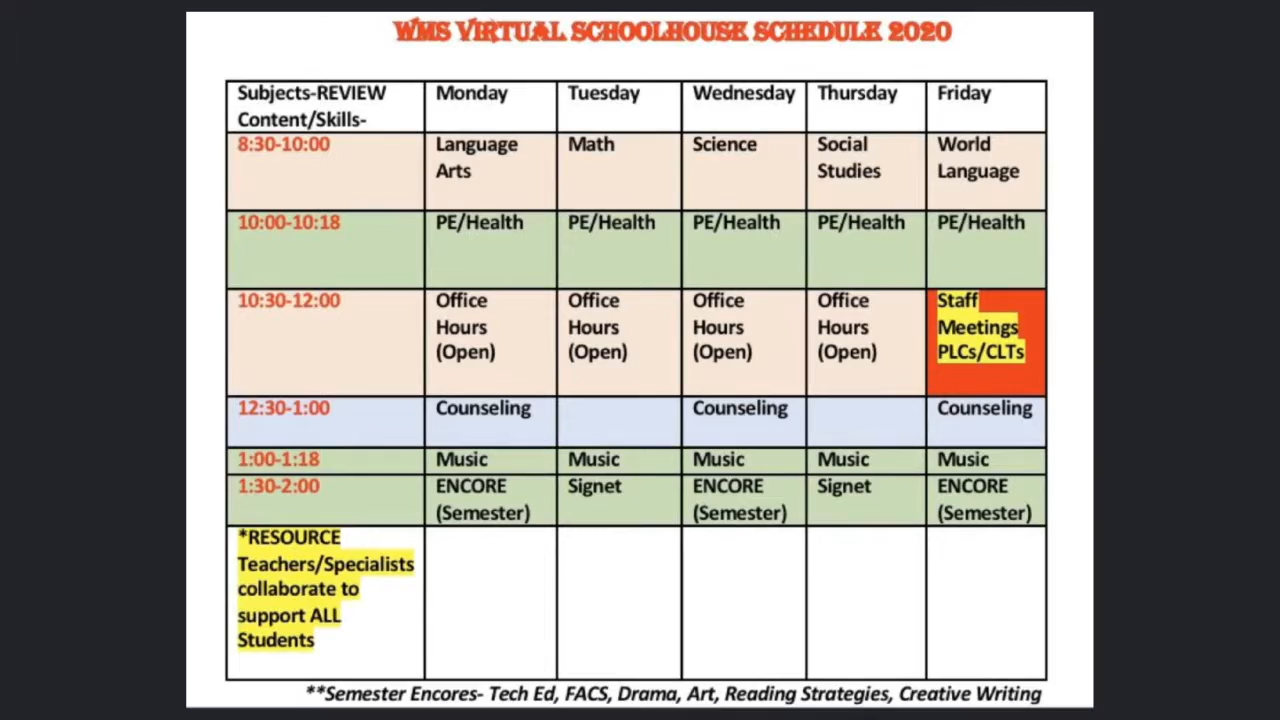 WMS VIRTUAL SCHOOLHOUSE SCHEDULE 2020
Subjects-REVIEW Content/Skills- Monday Tuesday Wednesday Thursday Friday
8:30-10:00 Language Arts Math Science Social Studies World Language
10:00-10:18 PE/Health PE/Health PE/Health PE/Health PE/Health
10:30-12:00 Office Hours (Open) Office Hours (Open) Office Hours (Open) Office Hours (Open) Staff Meetings PLCs/CLTs
12:30-1:00 Counseling Counseling Counseling
1:00-1:18 Music Music Music Music Music
1:30-2:00 ENCORE (Semester) Signet ENCORE (Semester) Signet ENCORE (Semester)
*RESOURCE
Teachers/Specialists
collaborate to
support ALL
Students
**Semester Encores- Tech Ed, FACS, Drama, Art, Reading Strategies, Creative Writing